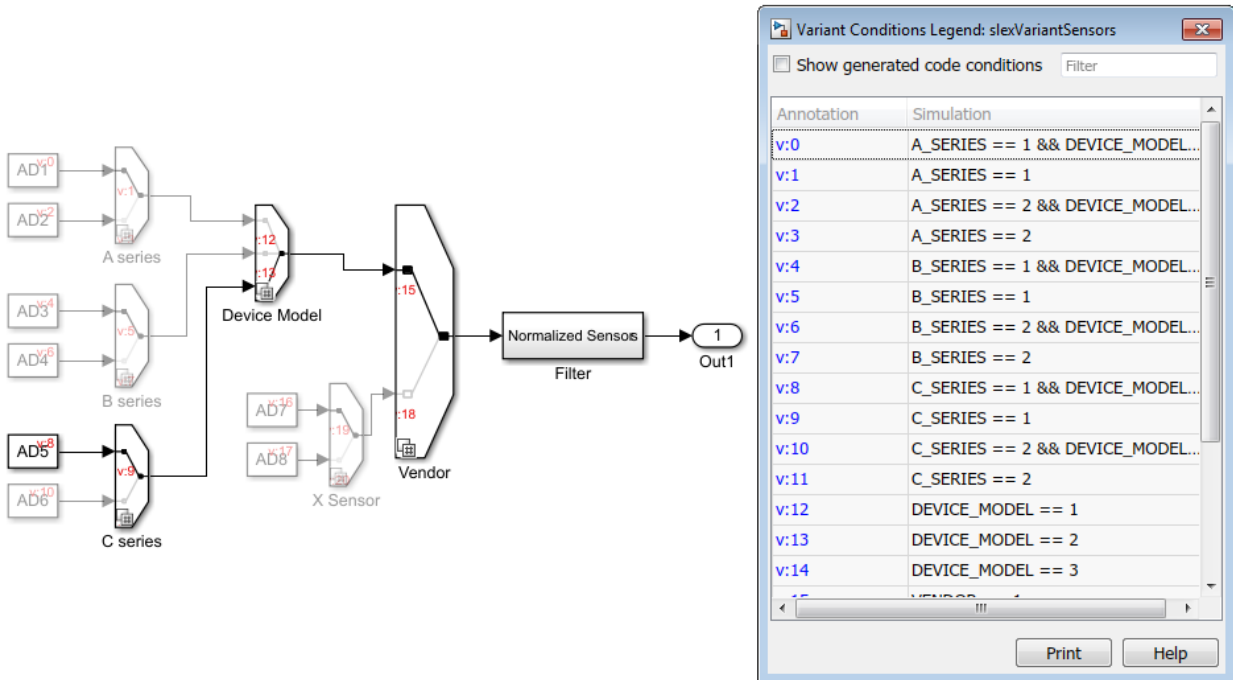 Variant Conditions Legend: slexVariantSensors
Show generated code conditions
Filter
Annotation Simulation
v:0 A_SERIES == 1 && DEVICE_MODEL...
v:1 A_SERIES == 1
v:2 A_SERIES == 2 && DEVICE_MODEL...
v:3 A_SERIES == 2
v:4 B_SERIES == 1 && DEVICE_MODEL...
v:5 B_SERIES == 1
v:6 B_SERIES == 2 && DEVICE_MODEL...
v:7 B_SERIES == 2
v:8 C_SERIES == 1 && DEVICE_MODEL...
v:9 C_SERIES == 1
v:10 C_SERIES == 2 && DEVICE_MODEL...
v:11 C_SERIES == 2
v:12 DEVICE_MODEL == 1
v:13 DEVICE_MODEL == 2
v:14 DEVICE_MODEL == 3
Print Help
AD1 v:0
v:1
AD2 v:2
A series
AD3 v:4
v:5
AD4 v:6
B series
AD5 v:8
v:9
AD6 v:10
C series
v:12
v:13
Device Model
AD7 v:16
v:19
AD8 v:17
X Sensor
v:15
v:18
Vendor
Normalized Sensors
Filter
1
Out1